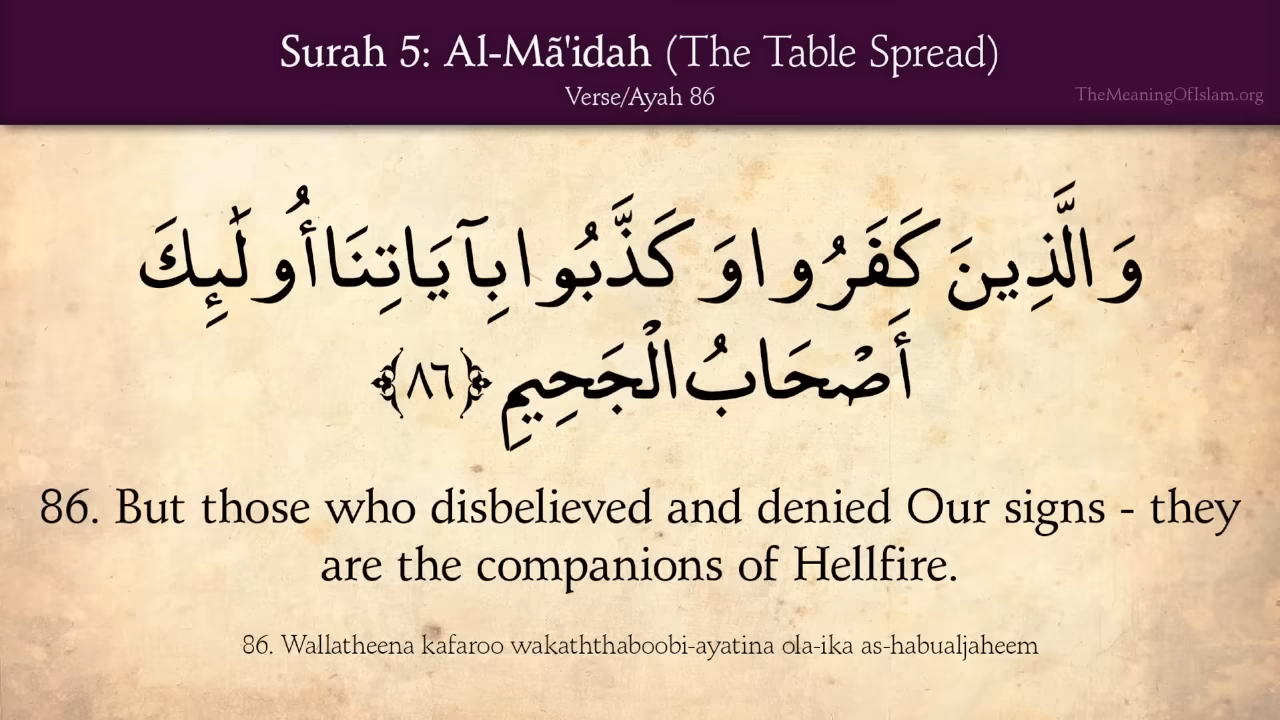 Surah 5: Al-Mã'idah (The Table Spread)
Verse/Ayah 86
TheMeaningOfIslam.org
وَالَّذِينَ كَفَرُوا وَكَذَّبُوا بِآيَاتِنَا أُولَٰئِكَ
أَصْحَابُ الْجَحِيمِ ﴿٨٦﴾
86. But those who disbelieved and denied Our signs - they
are the companions of Hellfire.
86. Wallatheena kafaroo wakaththaboobi-ayatina ola-ika as-habualjaheem